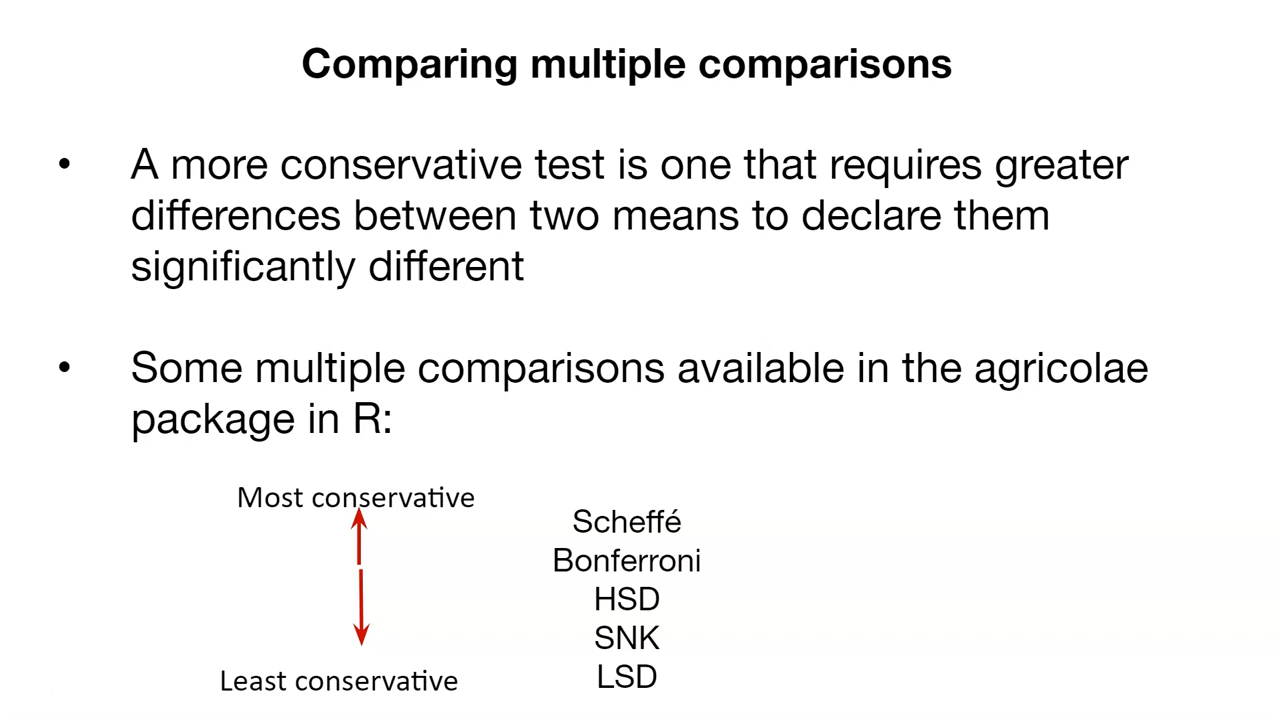 Comparing multiple comparisons
• A more conservative test is one that requires greater
differences between two means to declare them
significantly different
• Some multiple comparisons available in the agricolae
package in R:
Most conservative
Scheffé
Bonferroni
HSD
SNK
LSD
Least conservative